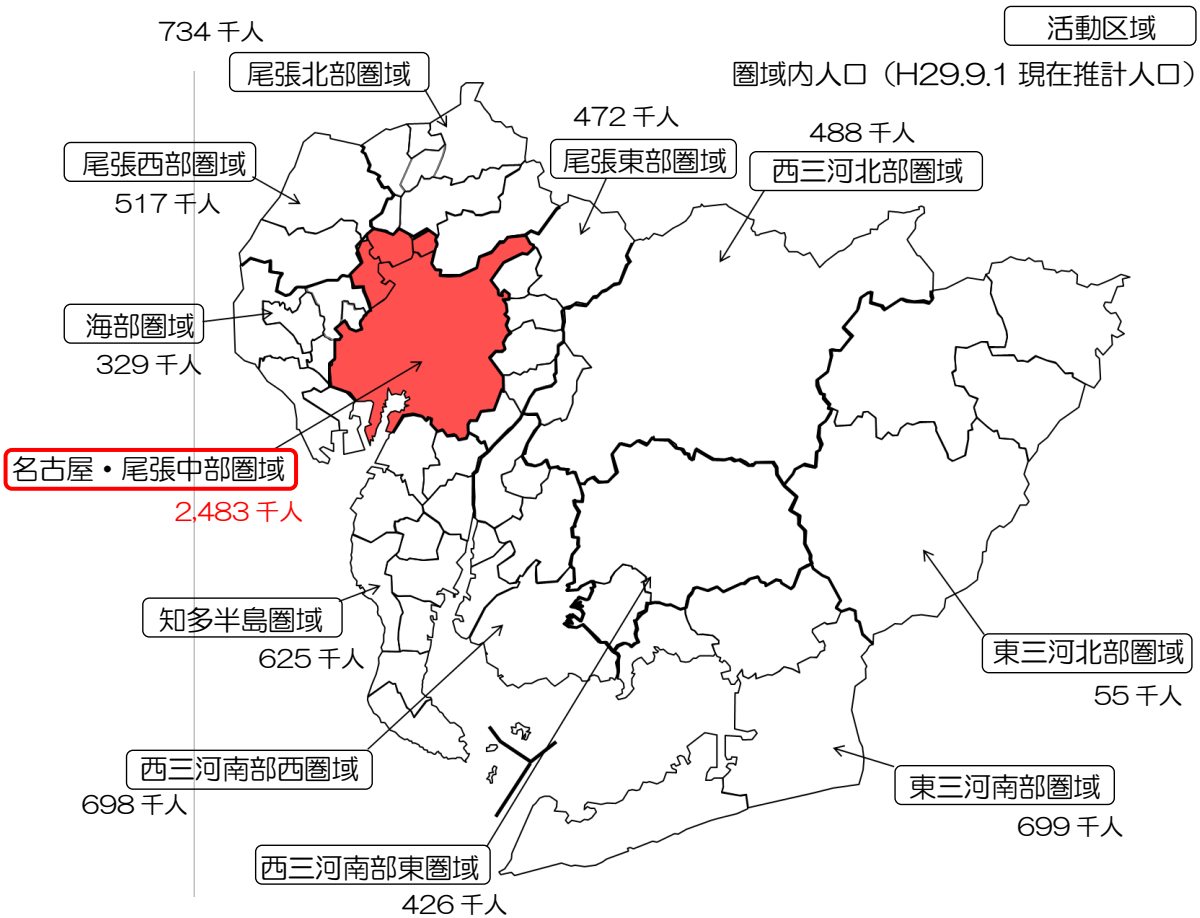 734 千人
活動区域
尾張北部圏域
圏域内人口（H29.9.1 現在推計人口）
472 千人
488 千人
尾張西部圏域
517 千人
尾張東部圏域
西三河北部圏域
海部圏域
329 千人
名古屋・尾張中部圏域
2,483 千人
知多半島圏域
625 千人
東三河北部圏域
55 千人
西三河南部西圏域
698 千人
東三河南部圏域
699 千人
西三河南部東圏域
426 千人